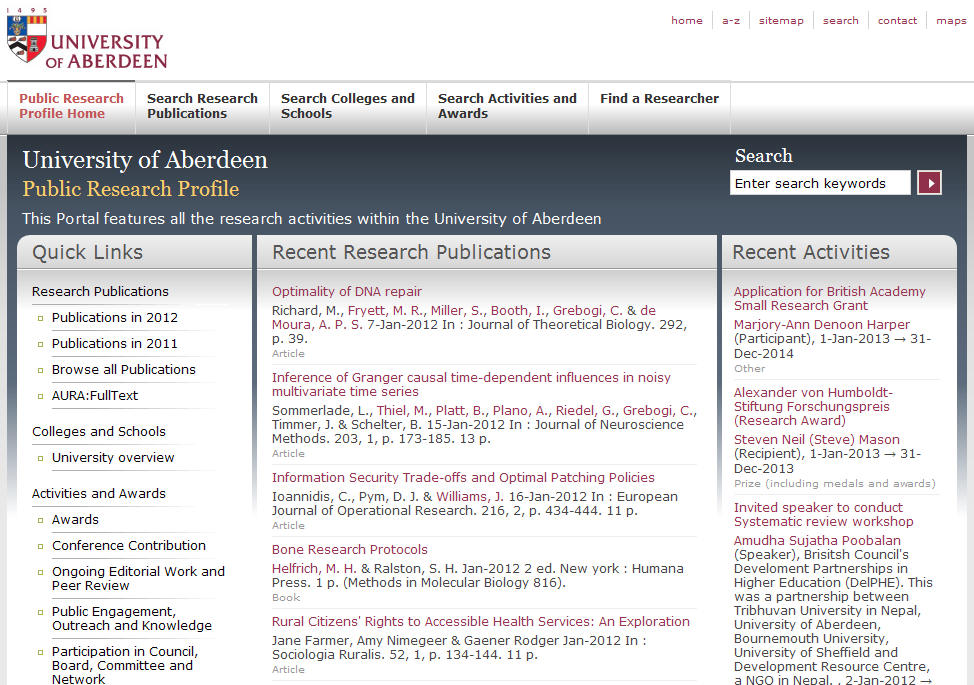 1 4 9 5
UNIVERSITY
OF ABERDEEN
home
a-z
sitemap
search
contact
maps
Public Research
Profile Home
Search Research
Publications
Search Colleges and
Schools
Search Activities and
Awards
Find a Researcher
University of Aberdeen
Public Research Profile
This Portal features all the research activities within the University of Aberdeen
Search
Enter search keywords
Quick Links
Research Publications
Publications in 2012
Publications in 2011
Browse all Publications
AURA:FullText
Colleges and Schools
University overview
Activities and Awards
Awards
Conference Contribution
Ongoing Editorial Work and
Peer Review
Public Engagement,
Outreach and Knowledge
Participation in Council,
Board, Committee and
Network
Recent Research Publications
Optimality of DNA repair
Richard, M., Fryett, M. R., Miller, S., Booth, I., Grebogi, C. & de
Moura, A. P. S. 7-Jan-2012 In : Journal of Theoretical Biology. 292,
p. 39.
Article
Inference of Granger causal time-dependent influences in noisy
multivariate time series
Sommerlade, L., Thiel, M., Platt, B., Plano, A., Riedel, G., Grebogi, C.,
Timmer, J. & Schelter, B. 15-Jan-2012 In : Journal of Neuroscience
Methods. 203, 1, p. 173-185. 13 p.
Article
Information Security Trade-offs and Optimal Patching Policies
Ioannidis, C., Pym, D. J. & Williams, J. 16-Jan-2012 In : European
Journal of Operational Research. 216, 2, p. 434-444. 11 p.
Article
Bone Research Protocols
Helfrich, M. H. & Ralston, S. H. Jan-2012 2 ed. New york : Humana
Press. 1 p. (Methods in Molecular Biology 816).
Book
Rural Citizens' Rights to Accessible Health Services: An Exploration
Jane Farmer, Amy Nimegeer & Gaener Rodger Jan-2012 In :
Sociologia Ruralis. 52, 1, p. 134-144. 11 p.
Article
Recent Activities
Application for British Academy
Small Research Grant
Marjory-Ann Denoon Harper
(Participant), 1-Jan-2013 → 31-
Dec-2014
Other
Alexander von Humboldt-
Stiftung Forschungspreis
(Research Award)
Steven Neil (Steve) Mason
(Recipient), 1-Jan-2013 → 31-
Dec-2013
Prize (including medals and awards)
Invited speaker to conduct
Systematic review workshop
Amudha Sujatha Poobalan
(Speaker), Brisitsh Council's
Develoment Partnerships in
Higher Education (DelPHE). This
was a partnership between
Tribhuvan University in Nepal,
University of Aberdeen,
Bournemouth University,
University of Sheffield and
Development Resource Centre,
a NGO in Nepal. , 2-Jan-2012 →